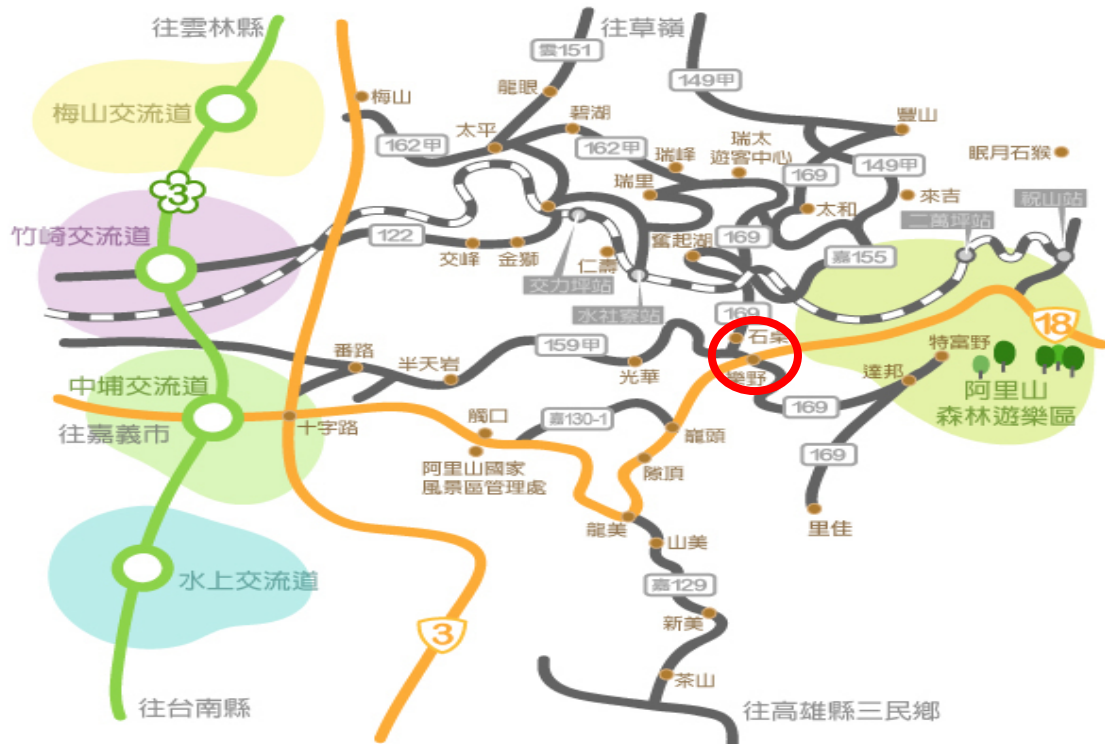 往雲林縣
往草嶺
雲151
149甲
梅山交流道
梅山
龍眼
碧湖
豐山
162甲
太平
162甲
瑞峰
瑞太
遊客中心
149甲
眠月石猴
3
瑞里
169
太和
來吉
祝山站
竹崎交流道
122
交峰
金獅
仁壽
奮起湖
169
嘉155
二萬坪站
交力坪站
水社寮站
169
石棹
18
番路
半天岩
159甲
光華
樂野
特富野
達邦
中埔交流道
169
阿里山
森林遊樂區
往嘉義市
十字路
觸口
嘉130-1
龍頭
阿里山國家
風景區管理處
隙頂
169
龍美
里佳
山美
水上交流道
嘉129
新美
3
茶山
往台南縣
往高雄縣三民鄉